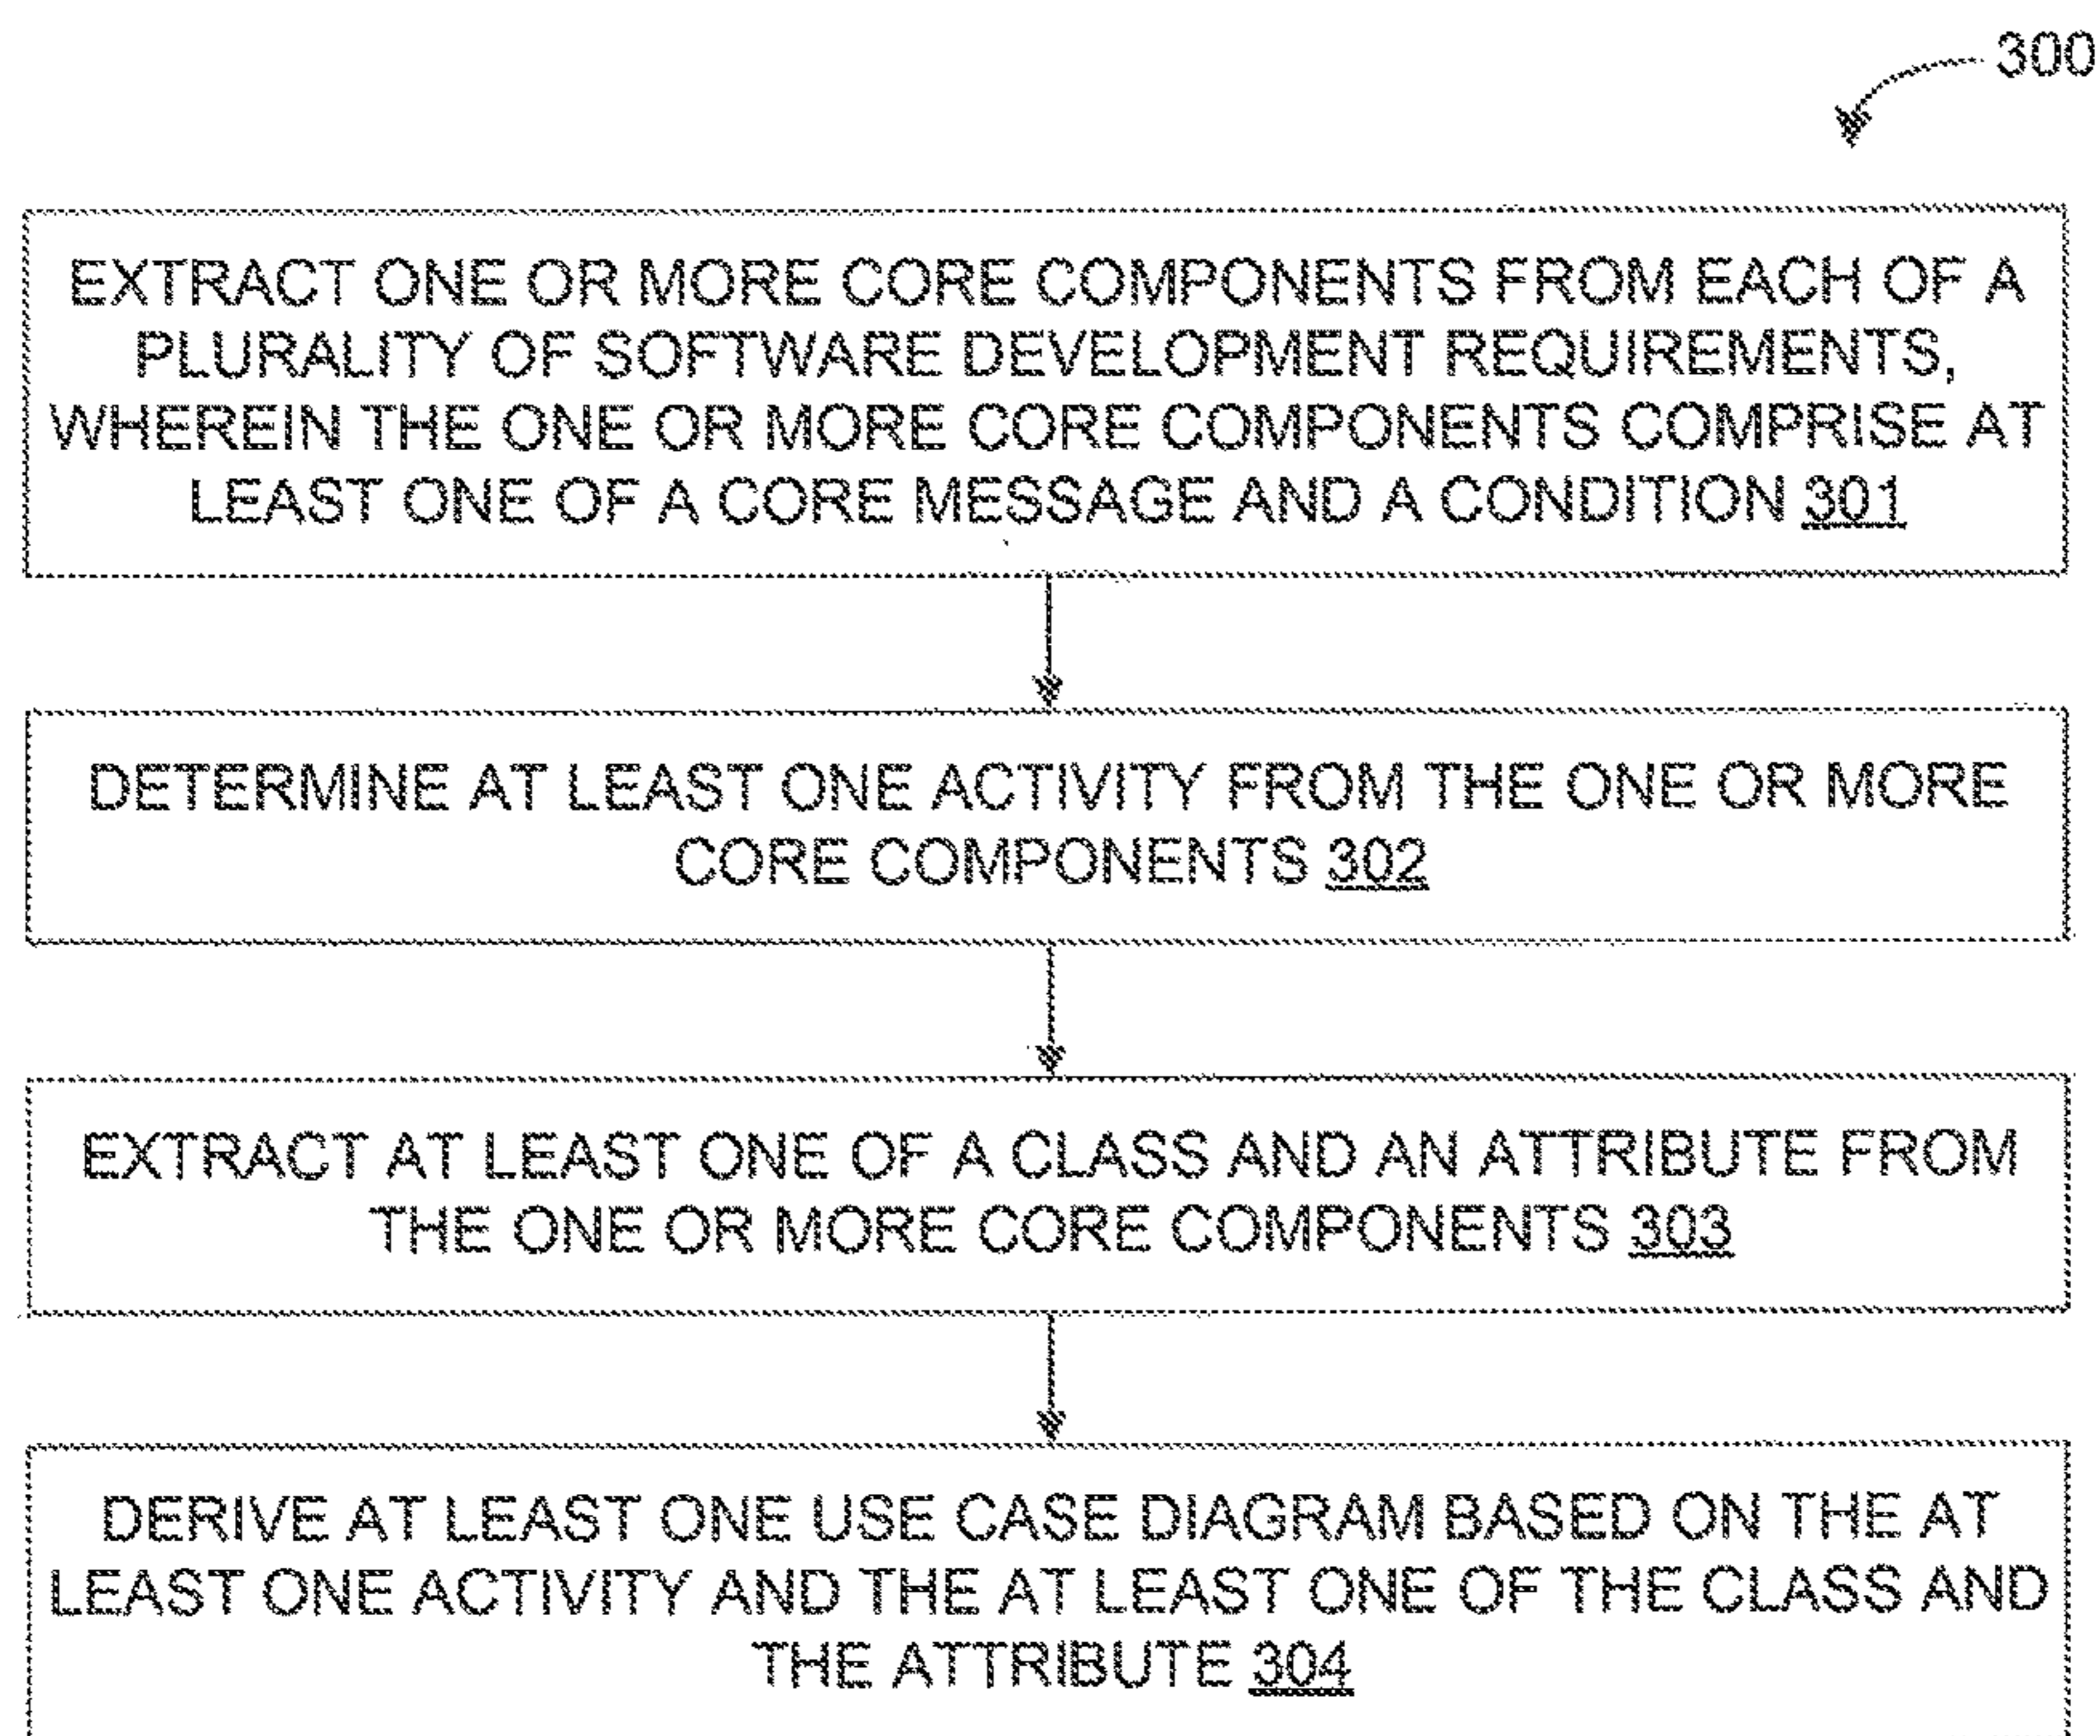 300
EXTRACT ONE OR MORE CORE COMPONENTS FROM EACH OF A
PLURALITY OF SOFTWARE DEVELOPMENT REQUIREMENTS,
WHEREIN THE ONE OR MORE CORE COMPONENTS COMPRISE AT
LEAST ONE OF A CORE MESSAGE AND A CONDITION 301
DETERMINE AT LEAST ONE ACTIVITY FROM THE ONE OR MORE
CORE COMPONENTS 302
EXTRACT AT LEAST ONE OF A CLASS AND AN ATTRIBUTE FROM
THE ONE OR MORE CORE COMPONENTS 303
DERIVE AT LEAST ONE USE CASE DIAGRAM BASED ON THE AT
LEAST ONE ACTIVITY AND THE AT LEAST ONE OF THE CLASS AND
THE ATTRIBUTE 304